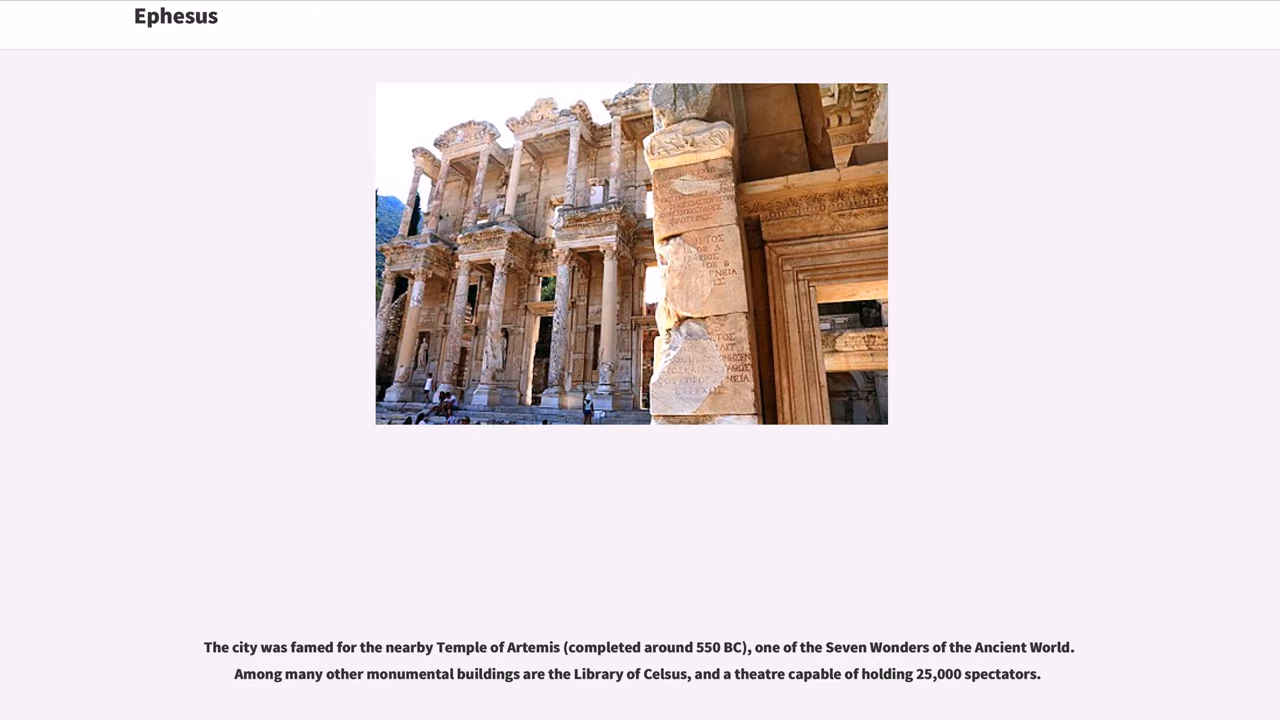 Ephesus
ΡΤΟΣ
ΠΝΕΙΑ
The city was famed for the nearby Temple of Artemis (completed around 550 BC), one of the Seven Wonders of the Ancient World.
Among many other monumental buildings are the Library of Celsus, and a theatre capable of holding 25,000 spectators.